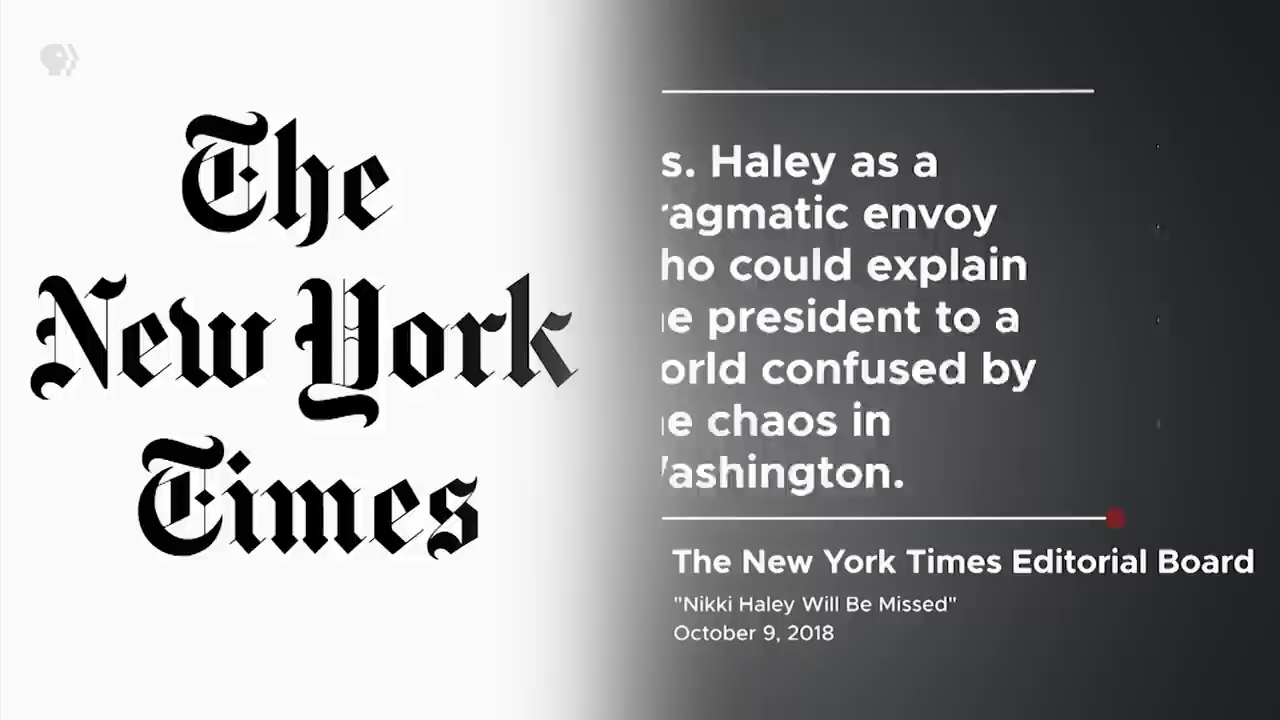 The
New York
Times
s. Haley as a
ragmatic envoy
ho could explain
e president to a
orld confused by
e chaos in
ashington.
The New York Times Editorial Board
"Nikki Haley Will Be Missed"
October 9, 2018